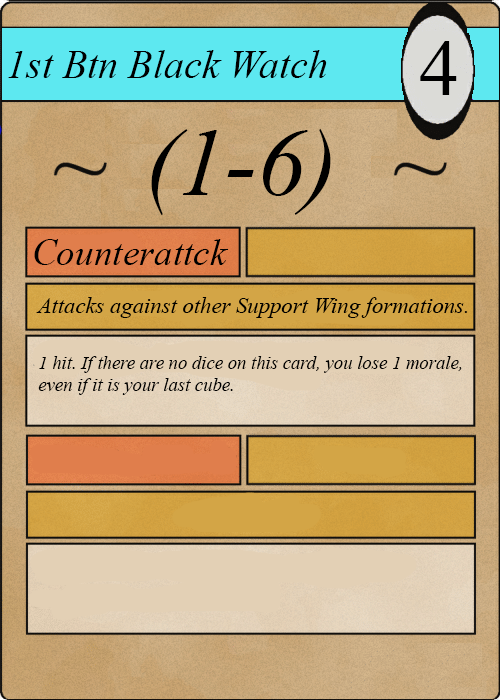 1st Btn Black Watch
4
~ (1-6) ~
Counterattck
Attacks against other Support Wing formations.
1 hit. If there are no dice on this card, you lose 1 morale,
even if it is your last cube.